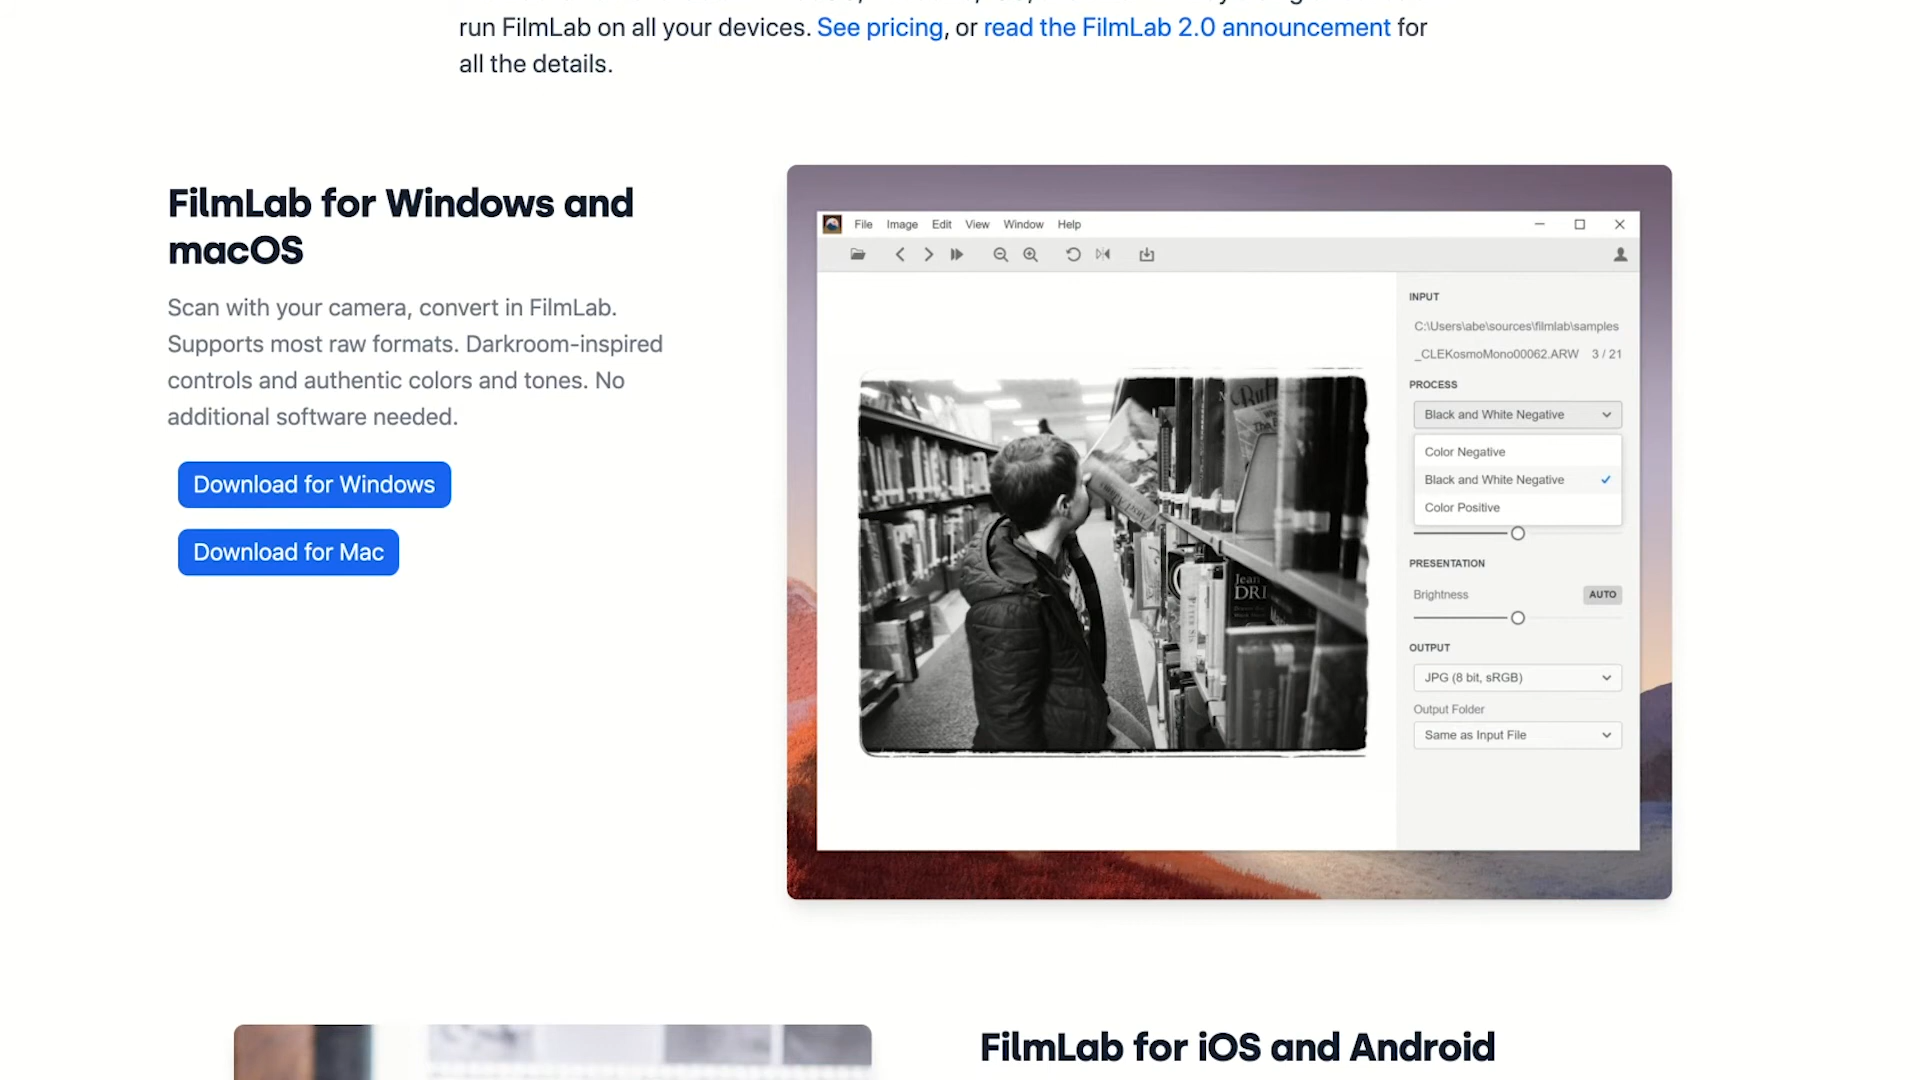 run FilmLab on all your devices. See pricing, or read the FilmLab 2.0 announcement for
all the details.
FilmLab for Windows and
macOS
Scan with your camera, convert in FilmLab.
Supports most raw formats. Darkroom-inspired
controls and authentic colors and tones. No
additional software needed.
Download for Windows
Download for Mac
File Image Edit View Window Help
INPUT
C:\Users\abe\sources\filmlab\samples
_CLEKosmoMono00062.ARW 3 / 21
PROCESS
Black and White Negative
Color Negative
Black and White Negative
Color Positive
PRESENTATION
Brightness AUTO
OUTPUT
JPG (8 bit, sRGB)
Output Folder
Same as Input File
Jean
DRI
FilmLab for iOS and Android